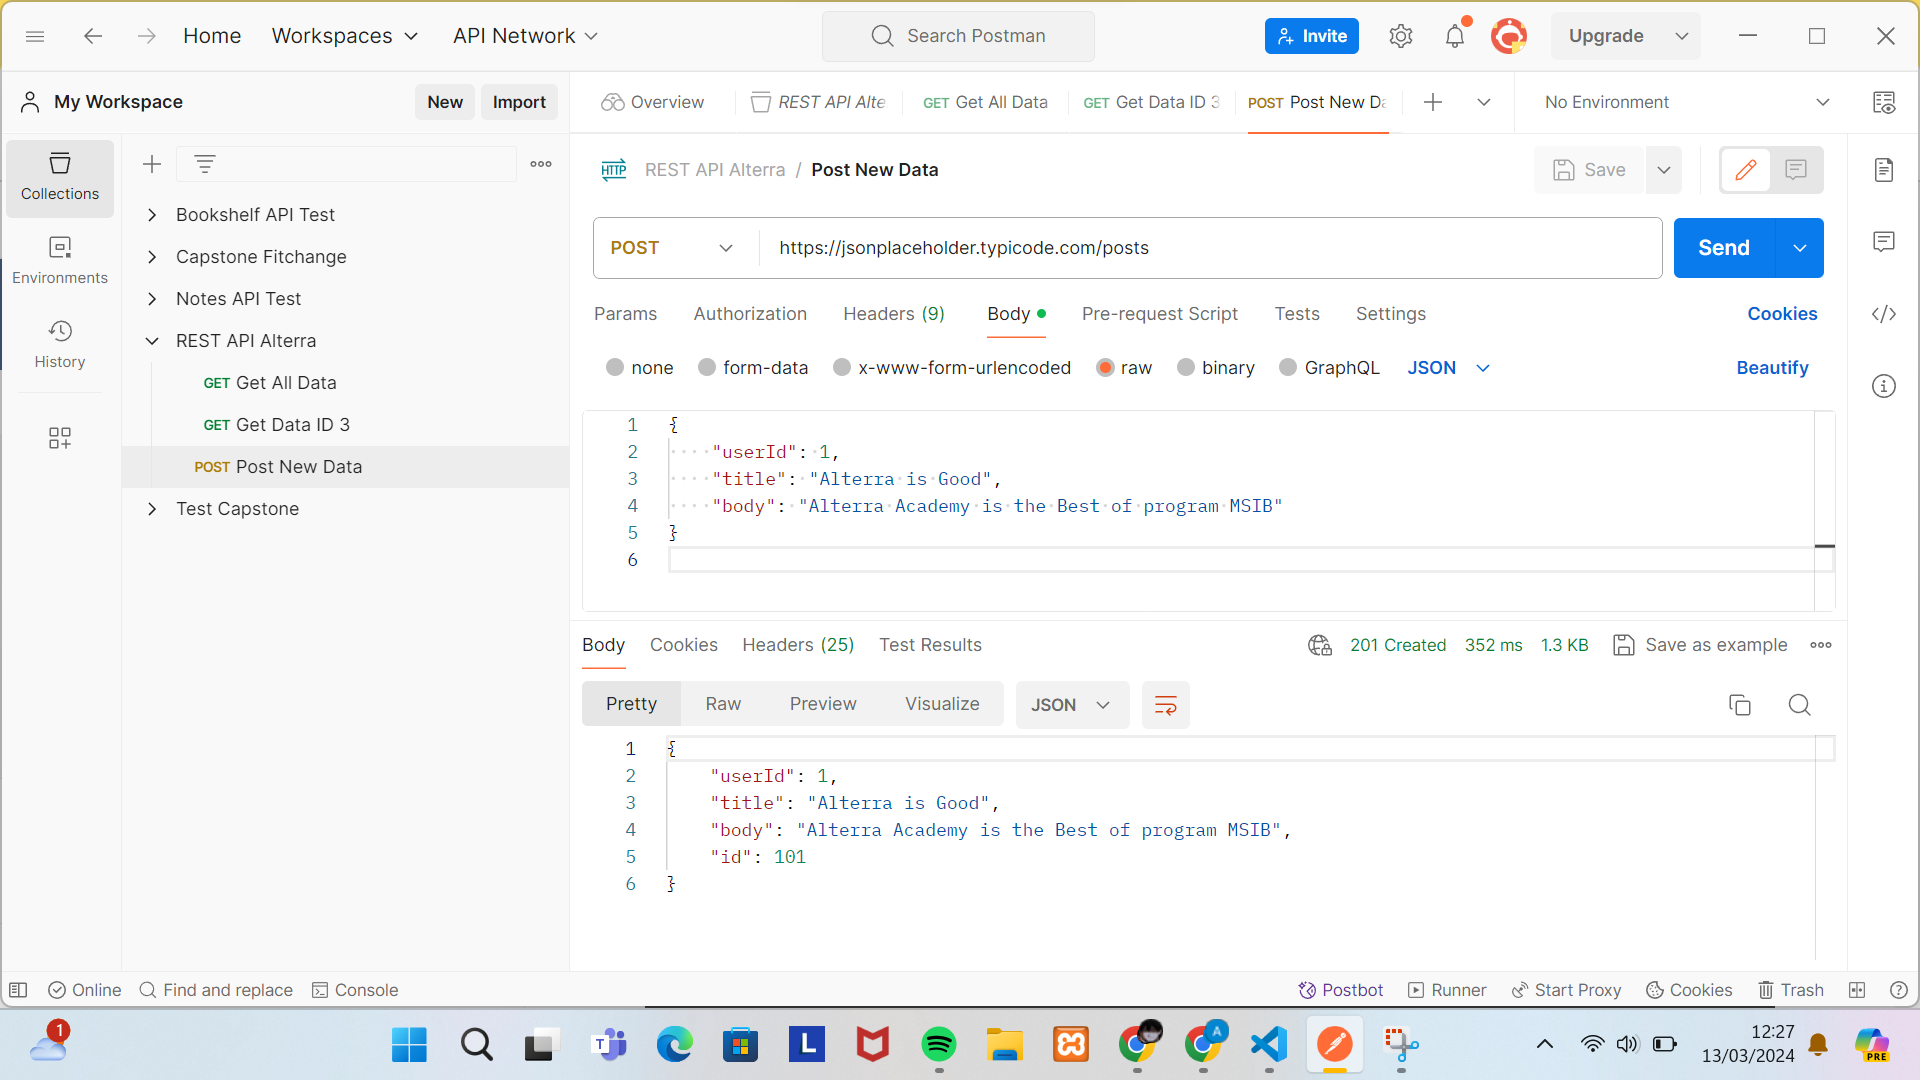 Home Workspaces API Network Search Postman Invite Upgrade
My Workspace New Import Overview REST API Alte GET Get All Data GET Get Data ID 3 POST Post New Da No Environment
Collections
Environments
History
Bookshelf API Test
Capstone Fitchange
Notes API Test
REST API Alterra
GET Get All Data
GET Get Data ID 3
POST Post New Data
Test Capstone
HTTP REST API Alterra / Post New Data Save
POST https://jsonplaceholder.typicode.com/posts Send
Params Authorization Headers (9) Body Pre-request Script Tests Settings Cookies
none form-data x-www-form-urlencoded raw binary GraphQL JSON Beautify
1 {
2 "userId": 1,
3 "title": "Alterra is Good",
4 "body": "Alterra Academy is the Best of program MSIB"
5 }
6
Body Cookies Headers (25) Test Results 201 Created 352 ms 1.3 KB Save as example
Pretty Raw Preview Visualize JSON
1 {
2 "userId": 1,
3 "title": "Alterra is Good",
4 "body": "Alterra Academy is the Best of program MSIB",
5 "id": 101
6 }
Online Find and replace Console Postbot Runner Start Proxy Cookies Trash
1 T L A 12:27 PRE
13/03/2024